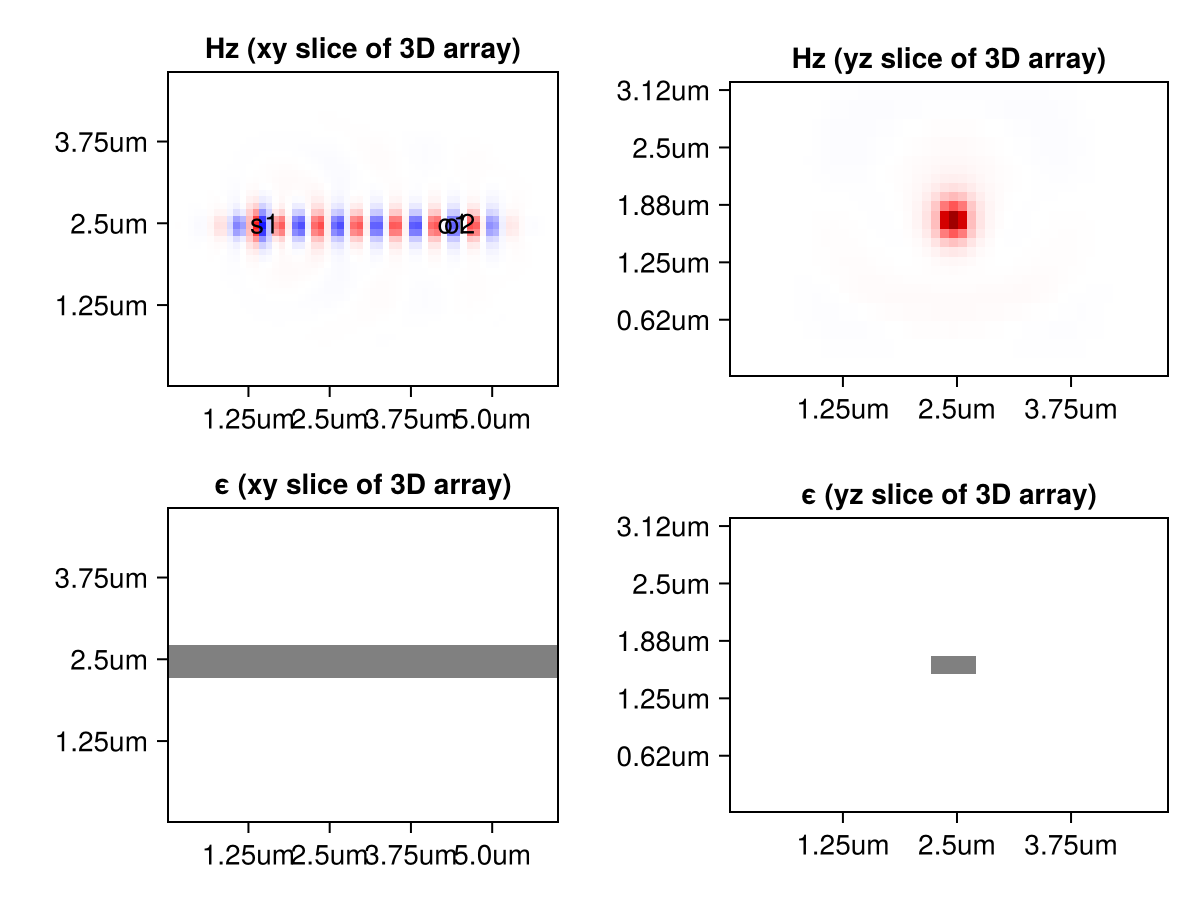 Hz (xy slice of 3D array)
3.75um
2.5um
1.25um
s1
o1
o2
1.25um
2.5um
3.75um
5.0um
Hz (yz slice of 3D array)
3.12um
2.5um
1.88um
1.25um
0.62um
1.25um
2.5um
3.75um
ϵ (xy slice of 3D array)
3.75um
2.5um
1.25um
1.25um
2.5um
3.75um
5.0um
ϵ (yz slice of 3D array)
3.12um
2.5um
1.88um
1.25um
0.62um
1.25um
2.5um
3.75um